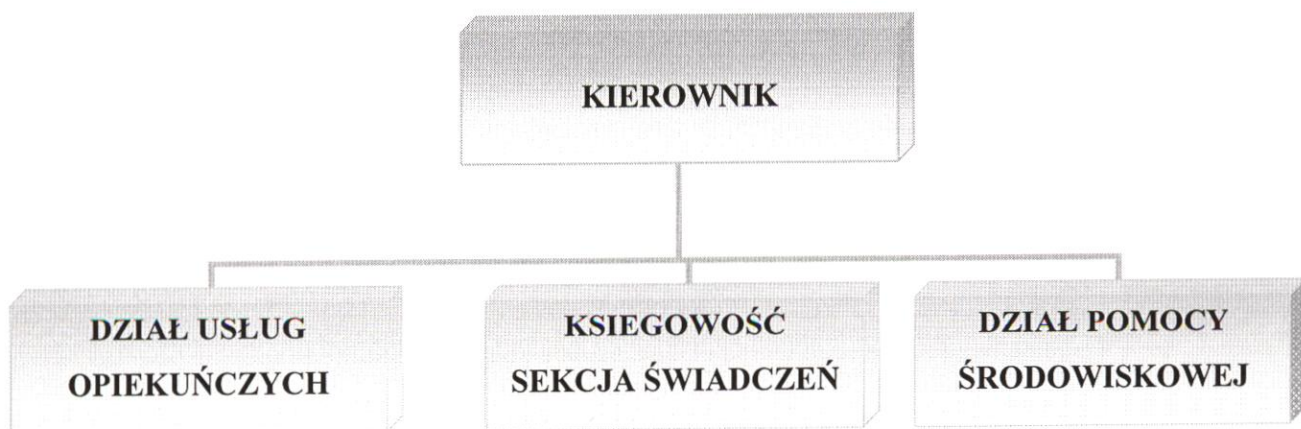 KIEROWNIK
DZIAŁ USŁUG
OPIEKUŃCZYCH
KSIEGOWOŚĆ
SEKCJA ŚWIADCZEŃ
DZIAŁ POMOCY
ŚRODOWISKOWEJ